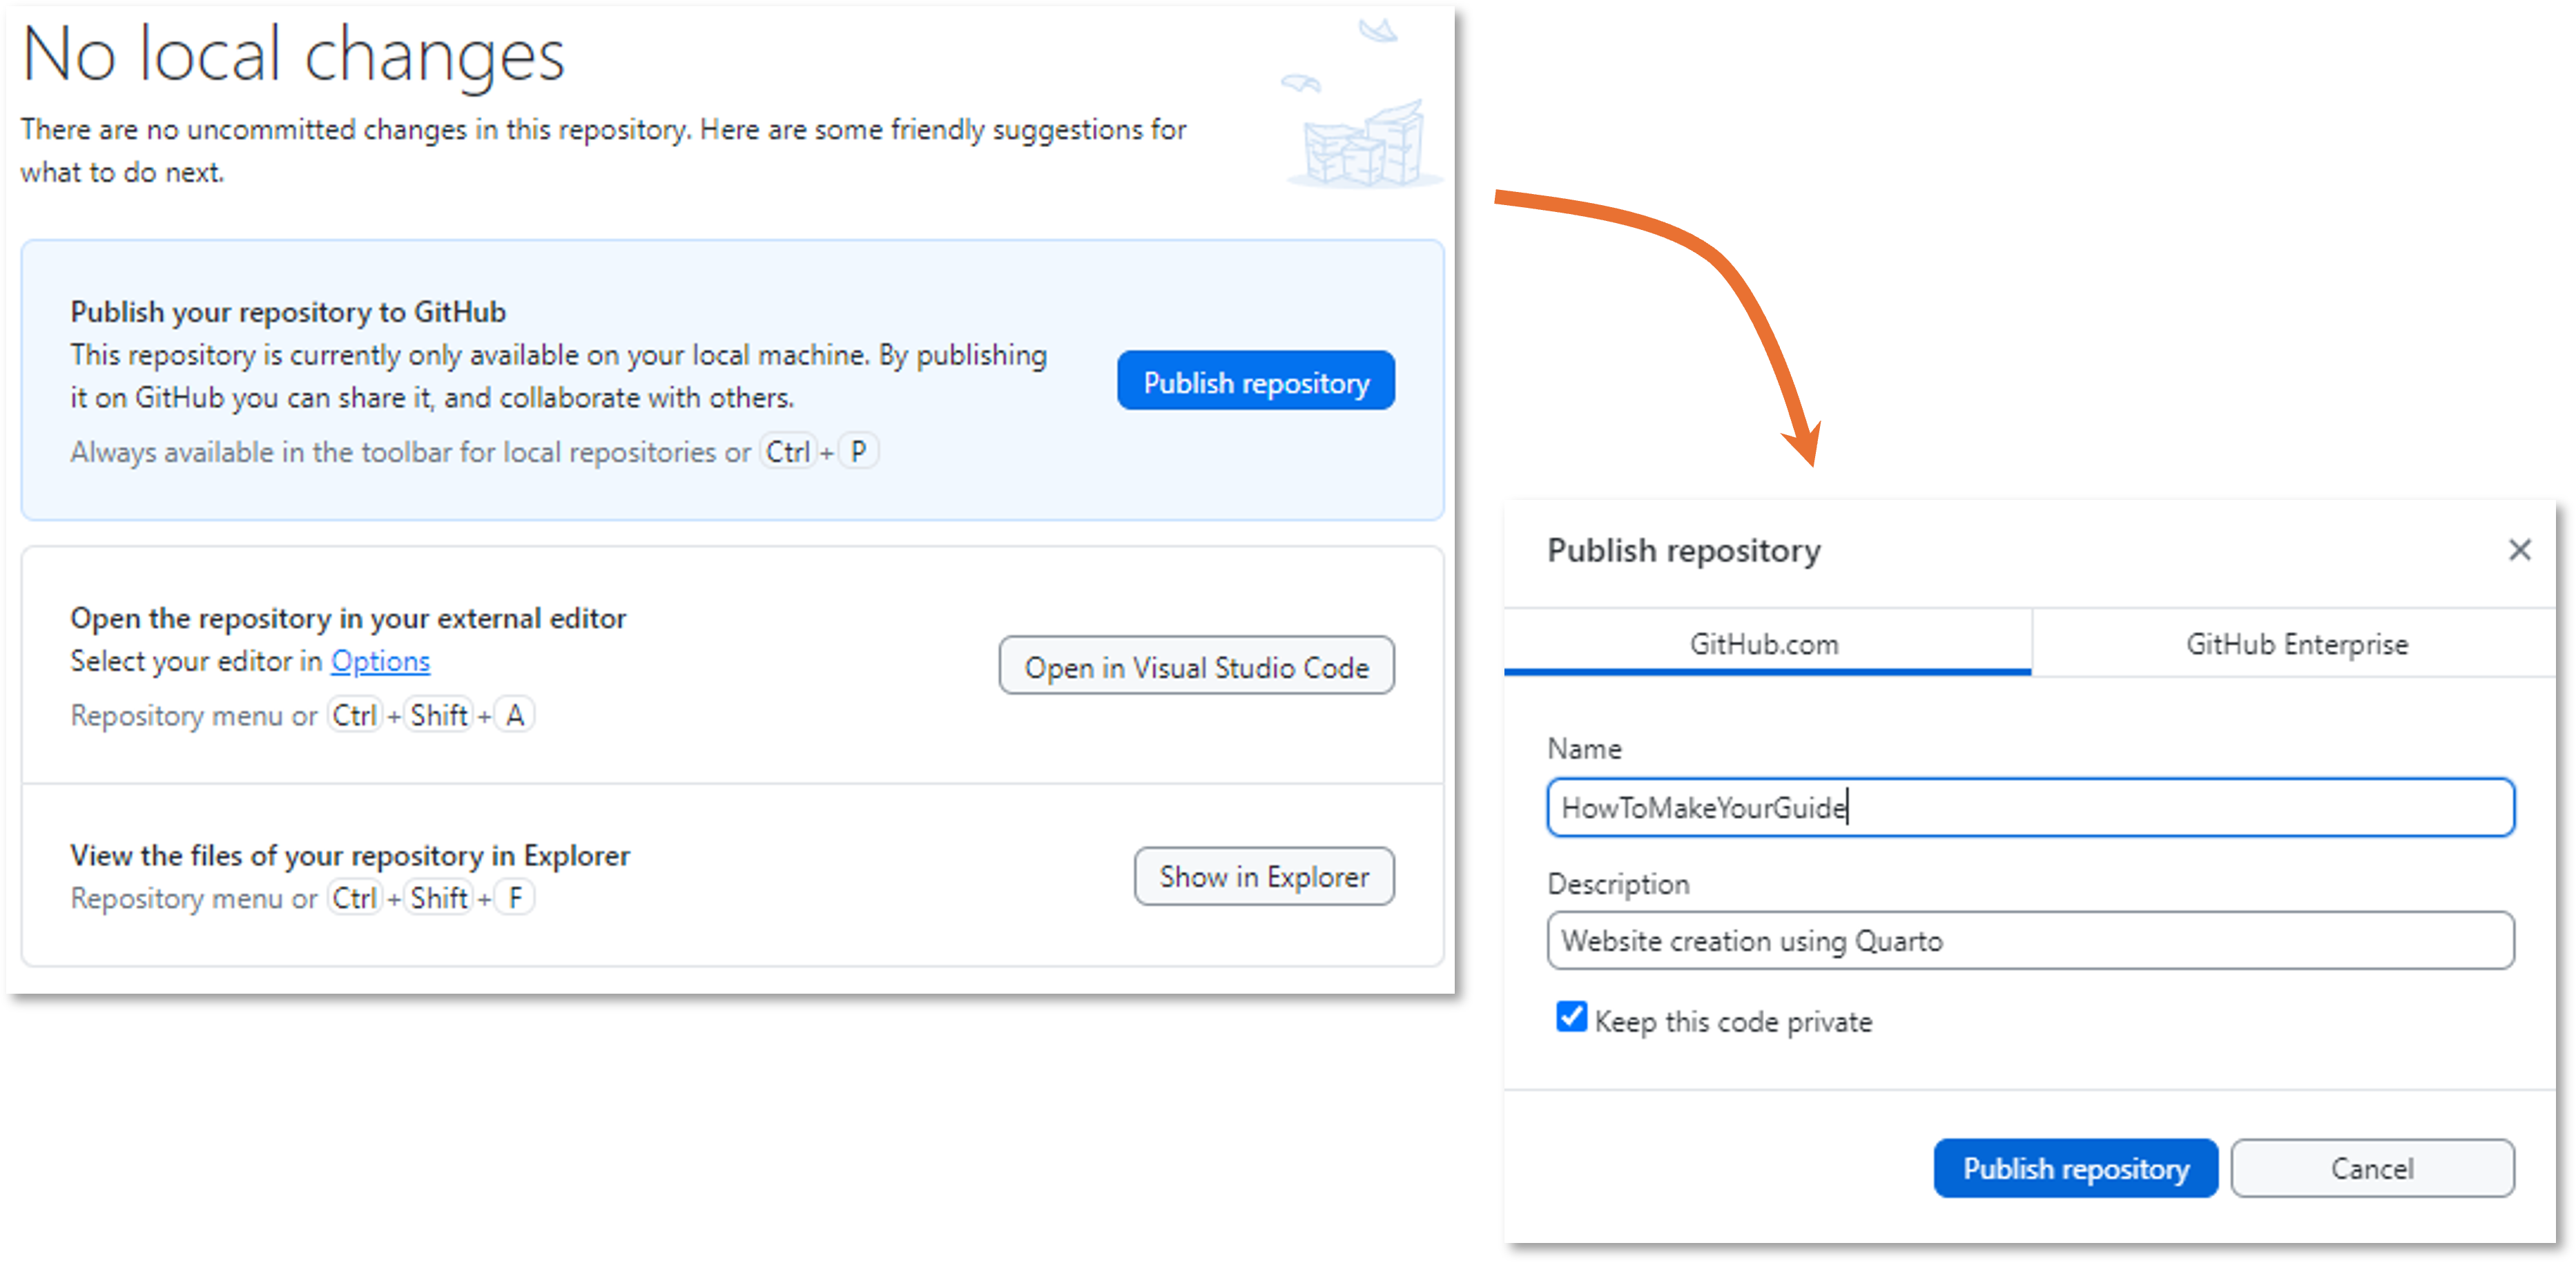 No local changes
There are no uncommitted changes in this repository. Here are some friendly suggestions for
what to do next.
Publish your repository to GitHub
This repository is currently only available on your local machine. By publishing
it on GitHub you can share it, and collaborate with others.
Publish repository
Always available in the toolbar for local repositories or Ctrl + P
Open the repository in your external editor
Select your editor in Options
Open in Visual Studio Code
Repository menu or Ctrl + Shift + A
View the files of your repository in Explorer
Show in Explorer
Repository menu or Ctrl + Shift + F
Publish repository
GitHub.com
GitHub Enterprise
Name
HowToMakeYourGuide
Description
Website creation using Quarto
Keep this code private
Publish repository
Cancel